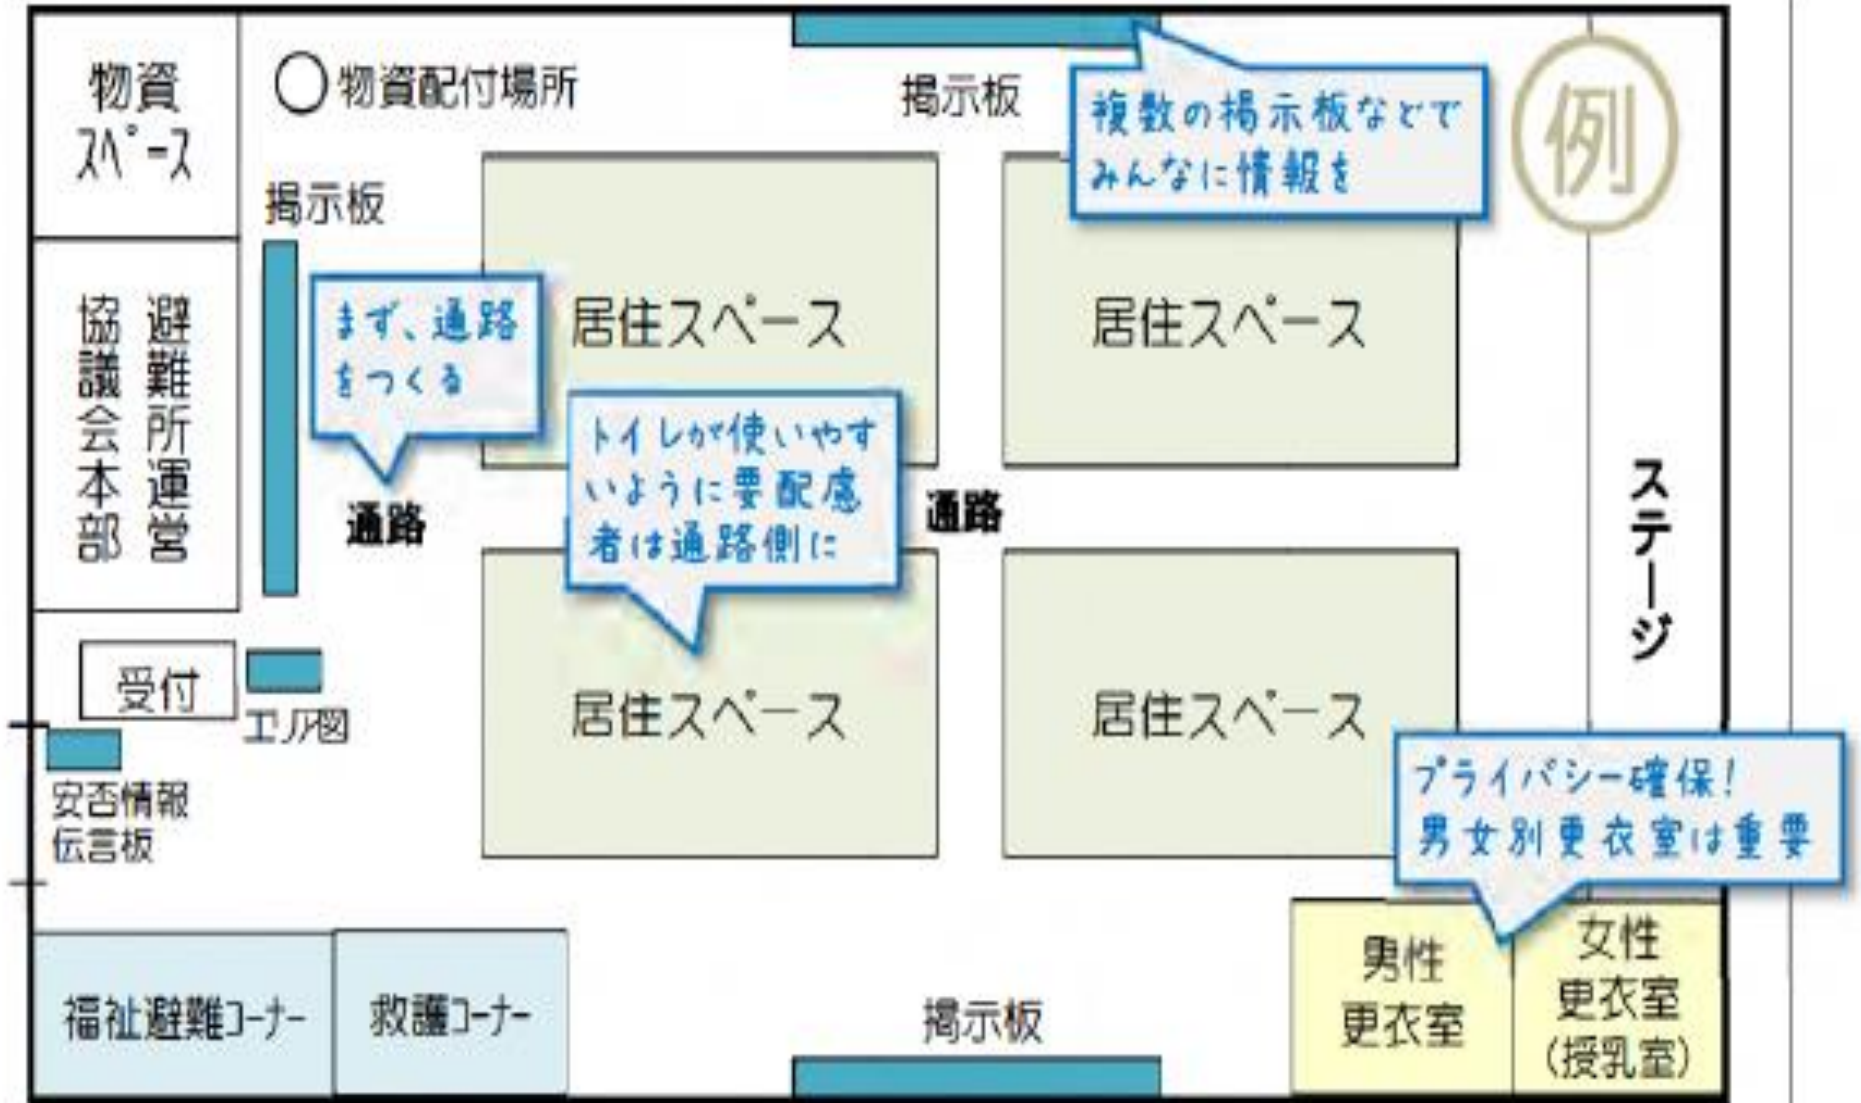 物資
スペース
○物資配付場所
掲示板
複数の掲示板などで
みんなに情報を
例
掲示板
避難所運営
協議会本部
まず、通路
をつくる
居住スペース
居住スペース
トイレが使いやす
いように要配慮
者は通路側に
通路
通路
ステージ
受付
エリア図
安否情報
伝言板
居住スペース
居住スペース
プライバシー確保!
男女別更衣室は重要
福祉避難コーナー
救護コーナー
掲示板
男性
更衣室
女性
更衣室
(授乳室)